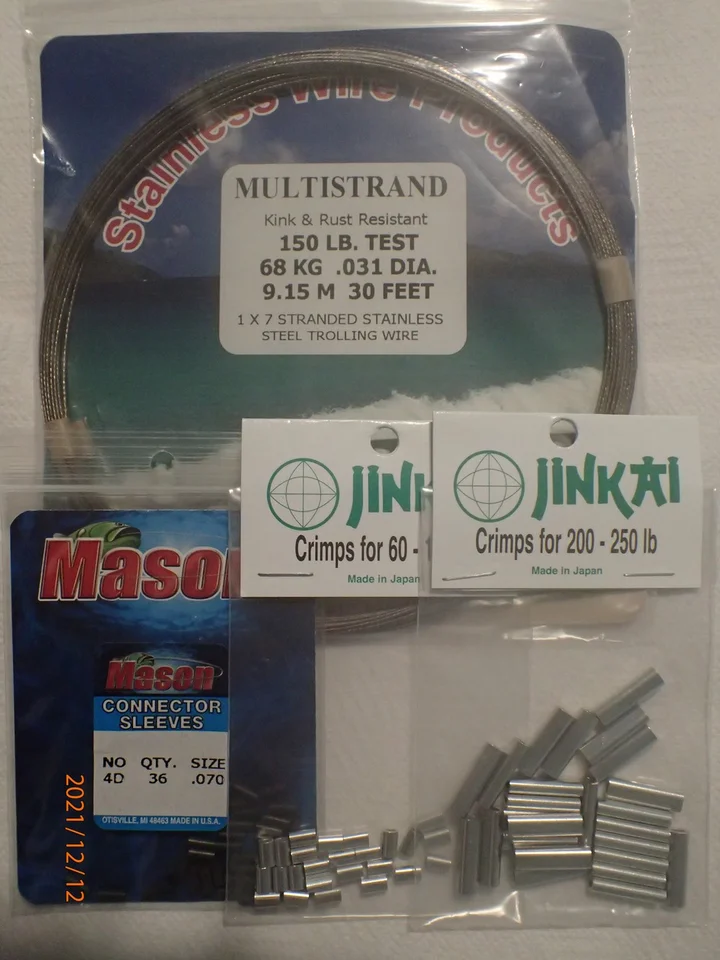 Stainless Wire Products
MULTISTRAND
Kink & Rust Resistant
150 LB. TEST
68 KG .031 DIA.
9.15 M 30 FEET
1 X 7 STRANDED STAINLESS
STEEL TROLLING WIRE
JINK
Crimps for 60 -
Made in Japan
JINKAI
Crimps for 200 - 250 lb
Made in Japan
Mason
Mason
CONNECTOR
SLEEVES
NO QTY. SIZE
4D 36 .070
OTISVILLE, MI 48463 MADE IN U.S.A.
2021/12/12